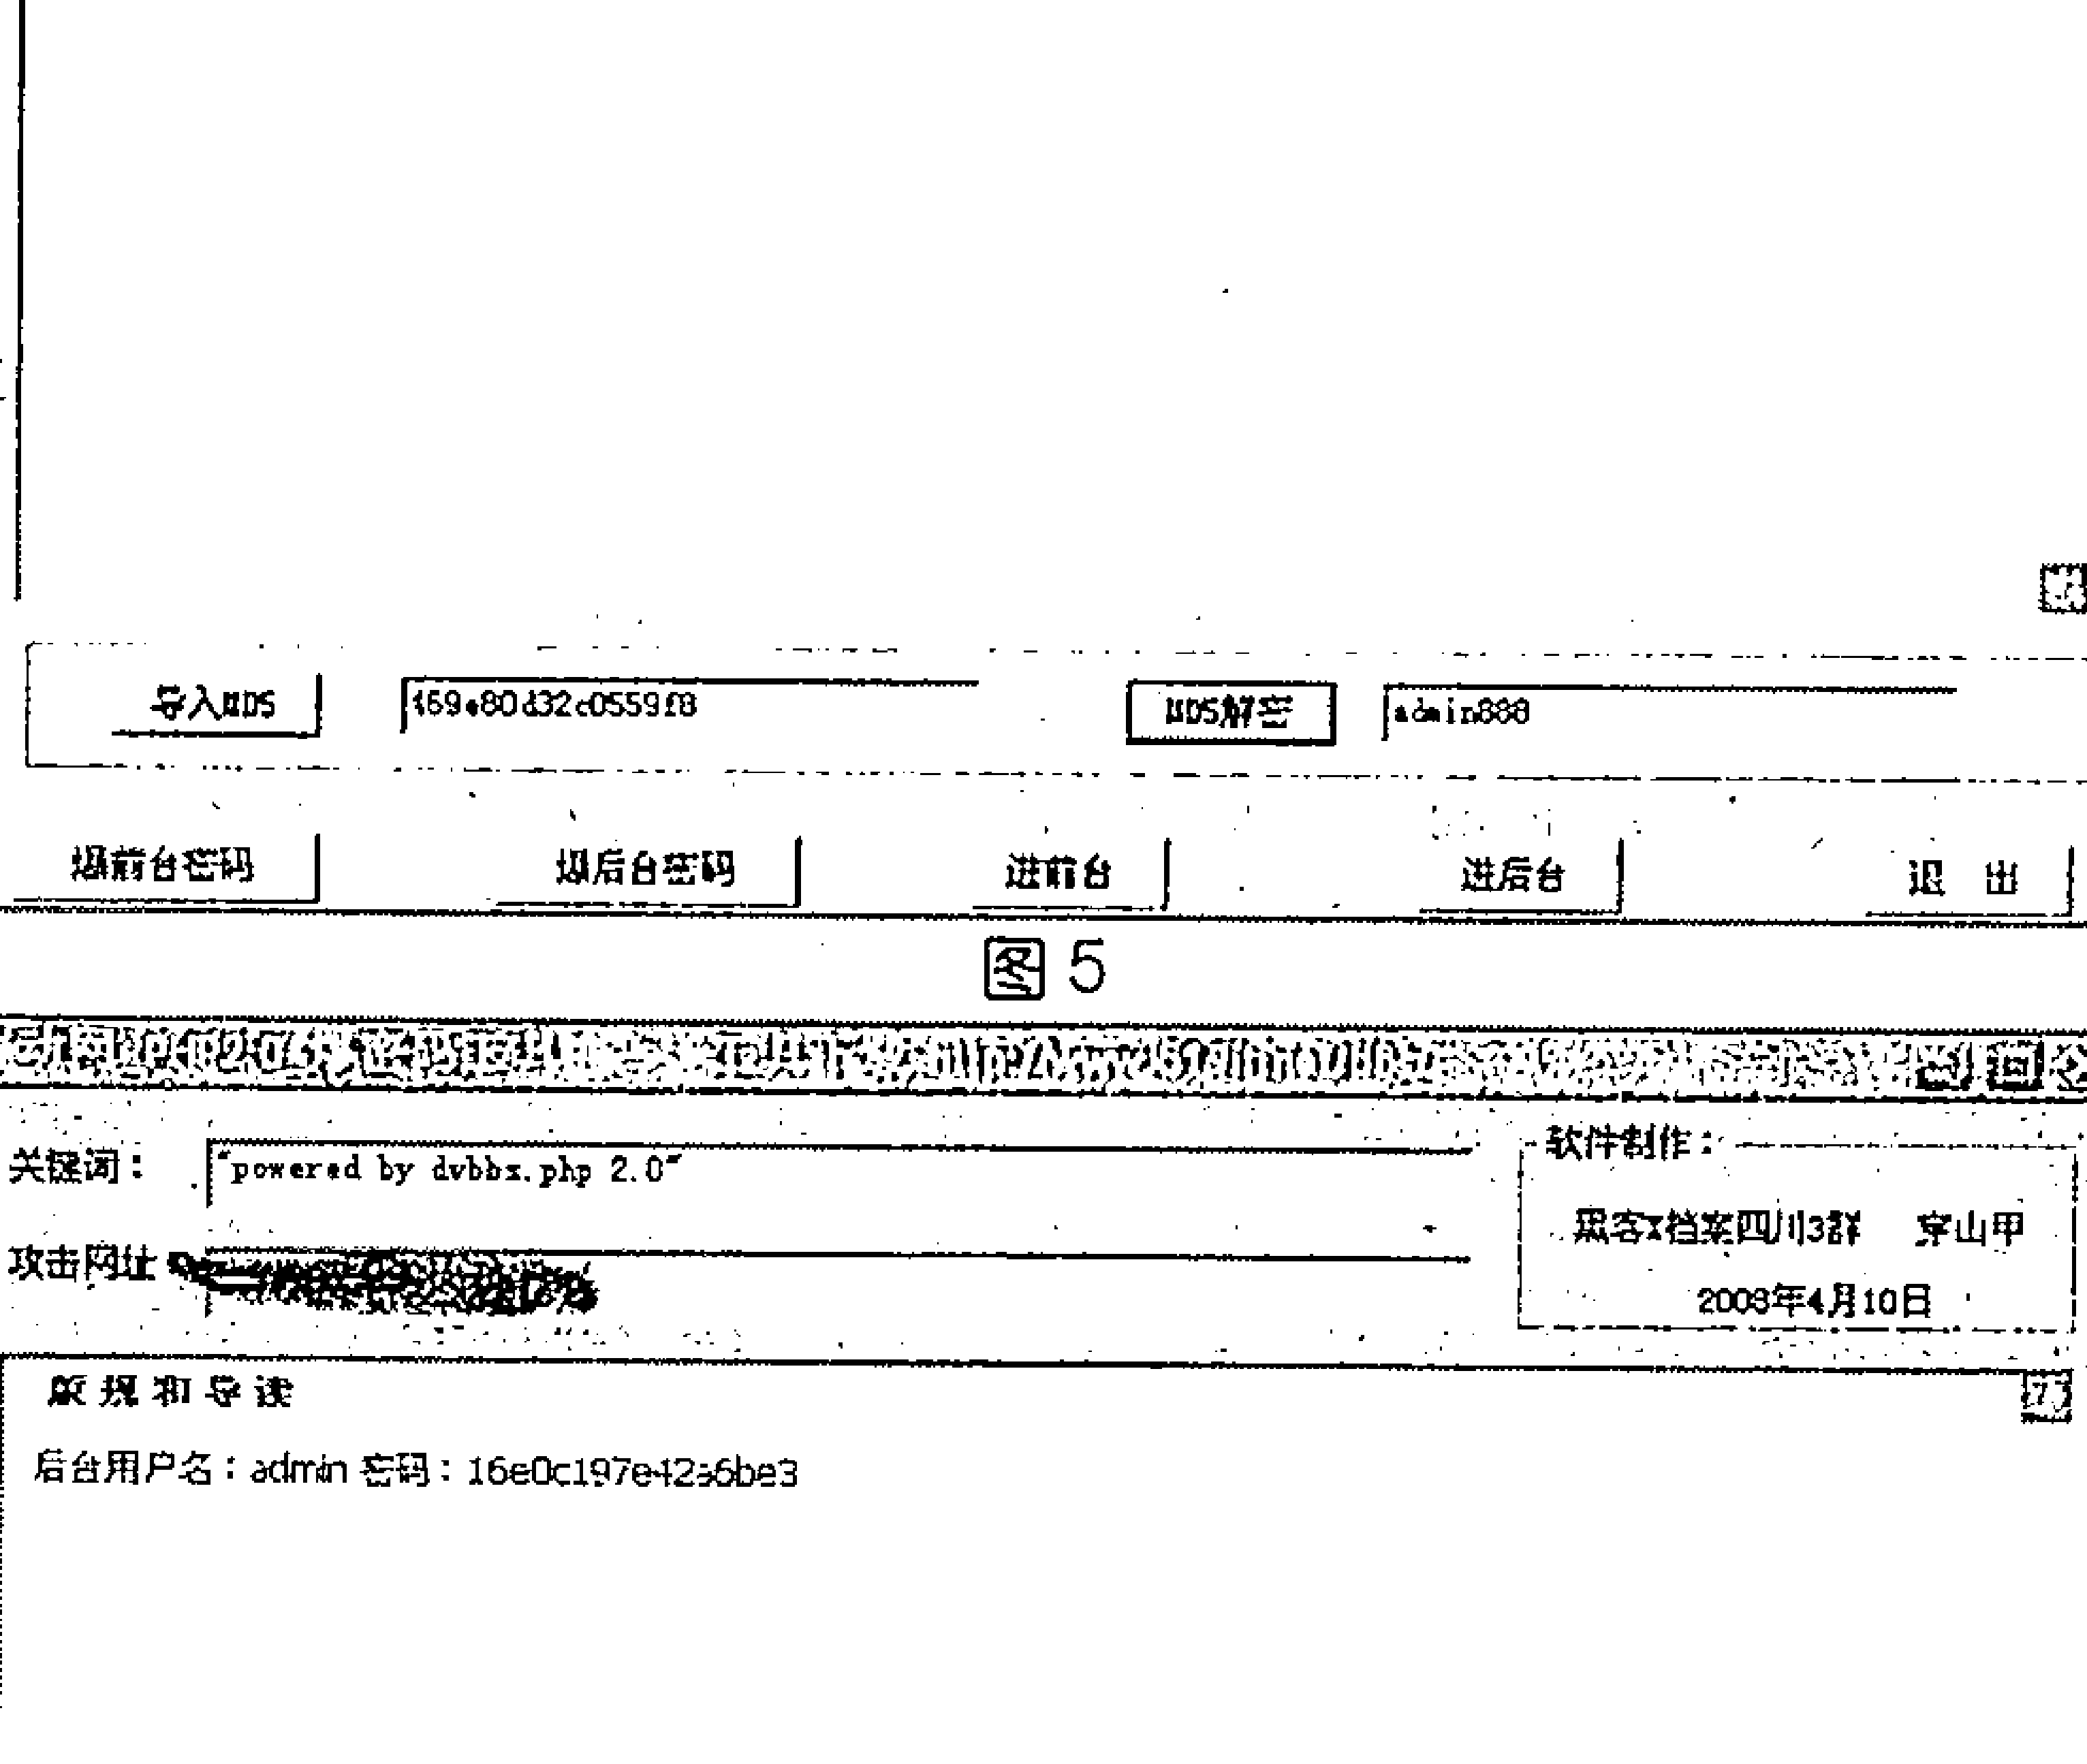 导入MD5 469e80d32c0559f8 MD5解密 admin888
爆前台密码 爆后台密码 进前台 进后台 退 出
图 5
关键词: "powered by dvbbx.php 2.0" 软件制作:
黑客X档案四川3群 穿山甲
攻击网址
2008年4月10日
版规和导读
后台用户名:admin 密码:16e0c197e42a6be3